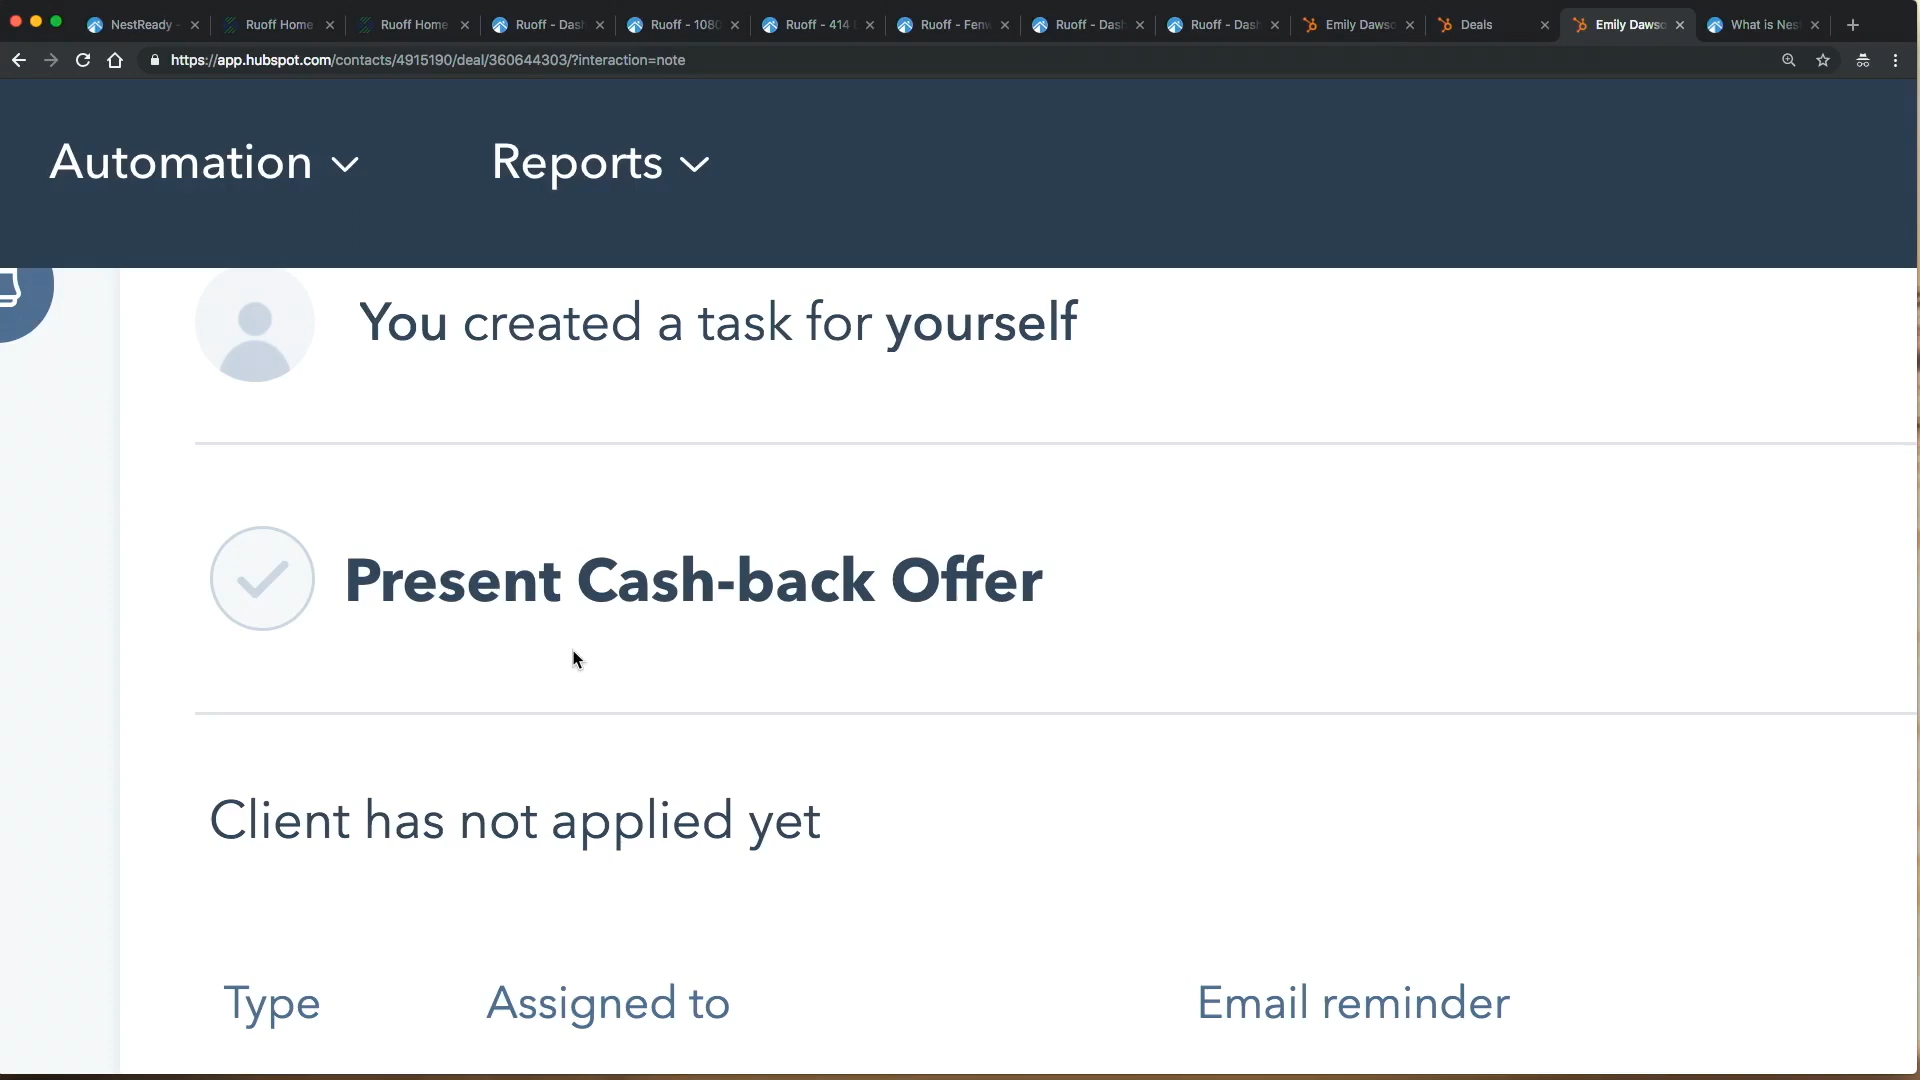 NestReady -
Ruoff Home
Ruoff Home
Ruoff - Dash
Ruoff - 1080
Ruoff - 414
Ruoff - Fenw
Ruoff - Dash
Ruoff - Dash
Emily Dawso
Deals
Emily Dawso
What is Nest
https://app.hubspot.com/contacts/4915190/deal/360644303/?interaction=note
Automation
Reports
You created a task for yourself
Present Cash-back Offer
Client has not applied yet
Type
Assigned to
Email reminder